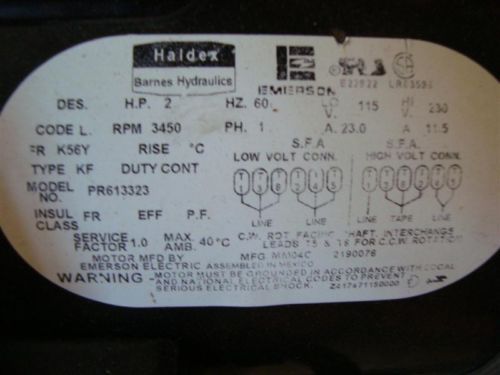 Haldex
Barnes Hydraulics
EMERSON
E22922 LR03595
DES. H.P. 2 HZ. 60 LO V. 115 HI V. 230
CODE L. RPM 3450 PH. 1 A. 23.0 A 11.5
FR K56Y RISE °C S.F.A S.F.A.
TYPE KF DUTY CONT LOW VOLT CONN. HIGH VOLT CONN.
MODEL NO PR613323
LINE LINE LINE TAPE LINE
INSUL CLASS FR EFF P.F.
SERVICE FACTOR 1.0 MAX. AMB. 40°C C.W. ROT. FACING SHAFT. INTERCHANGE
LEADS T5 & T8 FOR C.C.W ROTATION
MOTOR MFD BY MFG MM04C 2190076
EMERSON ELECTRIC ASSEMBLED IN MEXICO
WARNING - MOTOR MUST BE GROUNDED IN ACCORDANCE WITH LOCAL
AND NATIONAL ELECTRICAL CODES TO PREVENT
SERIOUS ELECTRICAL SHOCK.